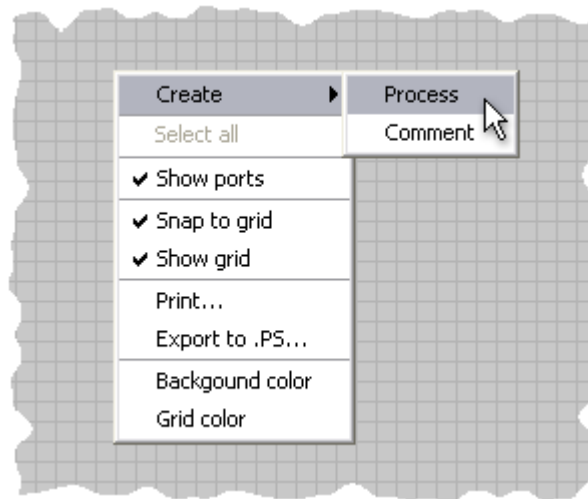 Create
Process
Select all
Comment
Show ports
Snap to grid
Show grid
Print...
Export to .PS...
Backgound color
Grid color